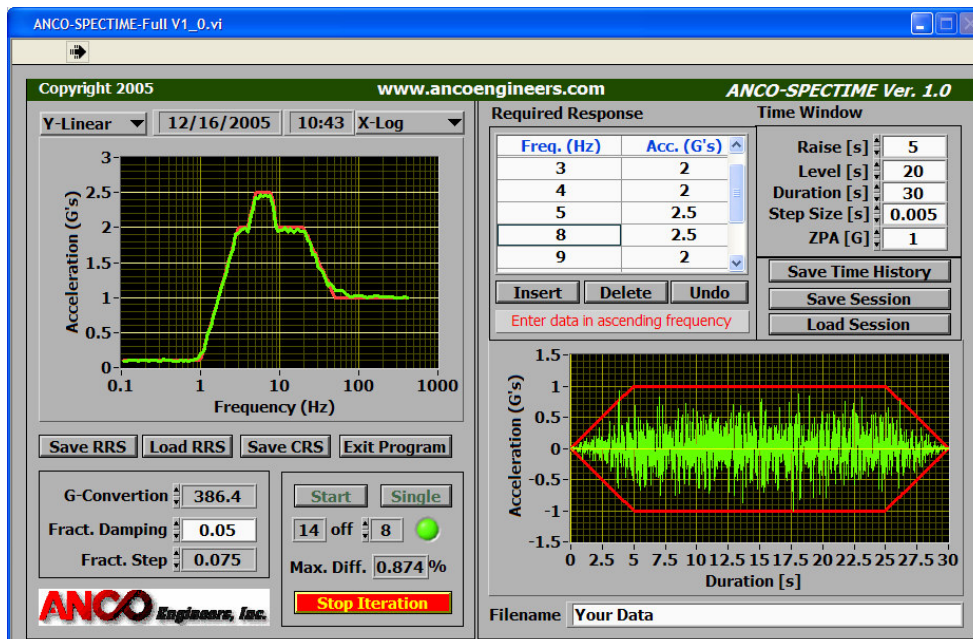 ANCO-SPECTIME-Full V1_0.vi
Copyright 2005 www.ancoengineers.com ANCO-SPECTIME Ver. 1.0
Y-Linear 12/16/2005 10:43 X-Log
3
2.5
2
1.5
1
0.5
0
Acceleration (G's)
0.1 1 10 100 1000
Frequency (Hz)
Save RRS Load RRS Save CRS Exit Program
G-Convertion 386.4
Fract. Damping 0.05
Fract. Step 0.075
Start Single
14 off 8
Max. Diff. 0.874 %
Stop Iteration
ANCO Engineers, Inc.
Required Response
Freq. (Hz) Acc. (G's)
3 2
4 2
5 2.5
8 2.5
9 2
Insert Delete Undo
Enter data in ascending frequency
Time Window
Raise [s] 5
Level [s] 20
Duration [s] 30
Step Size [s] 0.005
ZPA [G] 1
Save Time History
Save Session
Load Session
1.5
1
0.5
0
-0.5
-1
-1.5
Acceleration (G's)
0 2.5 5 7.5 10 12.5 15 17.5 20 22.5 25 27.5 30
Duration [s]
Filename Your Data